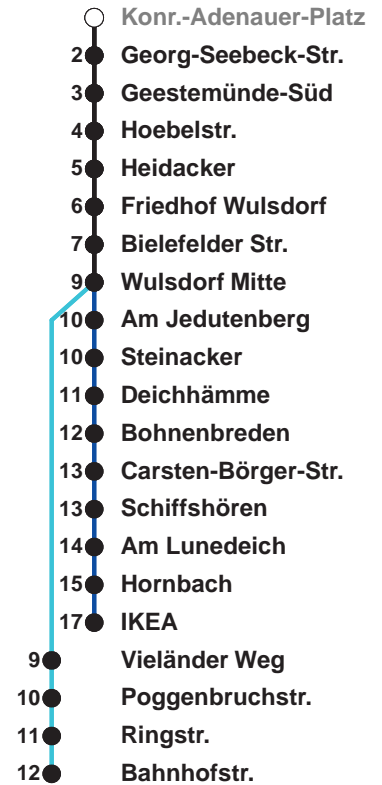 Konr.-Adenauer-Platz
2 Georg-Seebeck-Str.
3 Geestemünde-Süd
4 Hoebelstr.
5 Heidacker
6 Friedhof Wulsdorf
7 Bielefelder Str.
9 Wulsdorf Mitte
10 Am Jedutenberg
10 Steinacker
11 Deichhämme
12 Bohnenbreden
13 Carsten-Börger-Str.
13 Schiffshören
14 Am Lunedeich
15 Hornbach
17 IKEA
9 Vieländer Weg
10 Poggenbruchstr.
11 Ringstr.
12 Bahnhofstr.